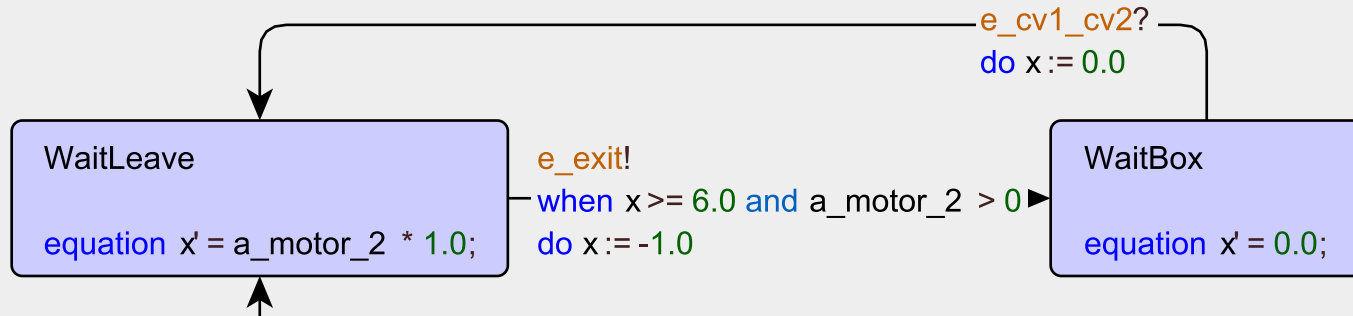 e_cv1_cv2?
do x := 0.0
WaitLeave
equation x' = a_motor_2 * 1.0;
e_exit!
when x >= 6.0 and a_motor_2 > 0
do x := -1.0
WaitBox
equation x' = 0.0;